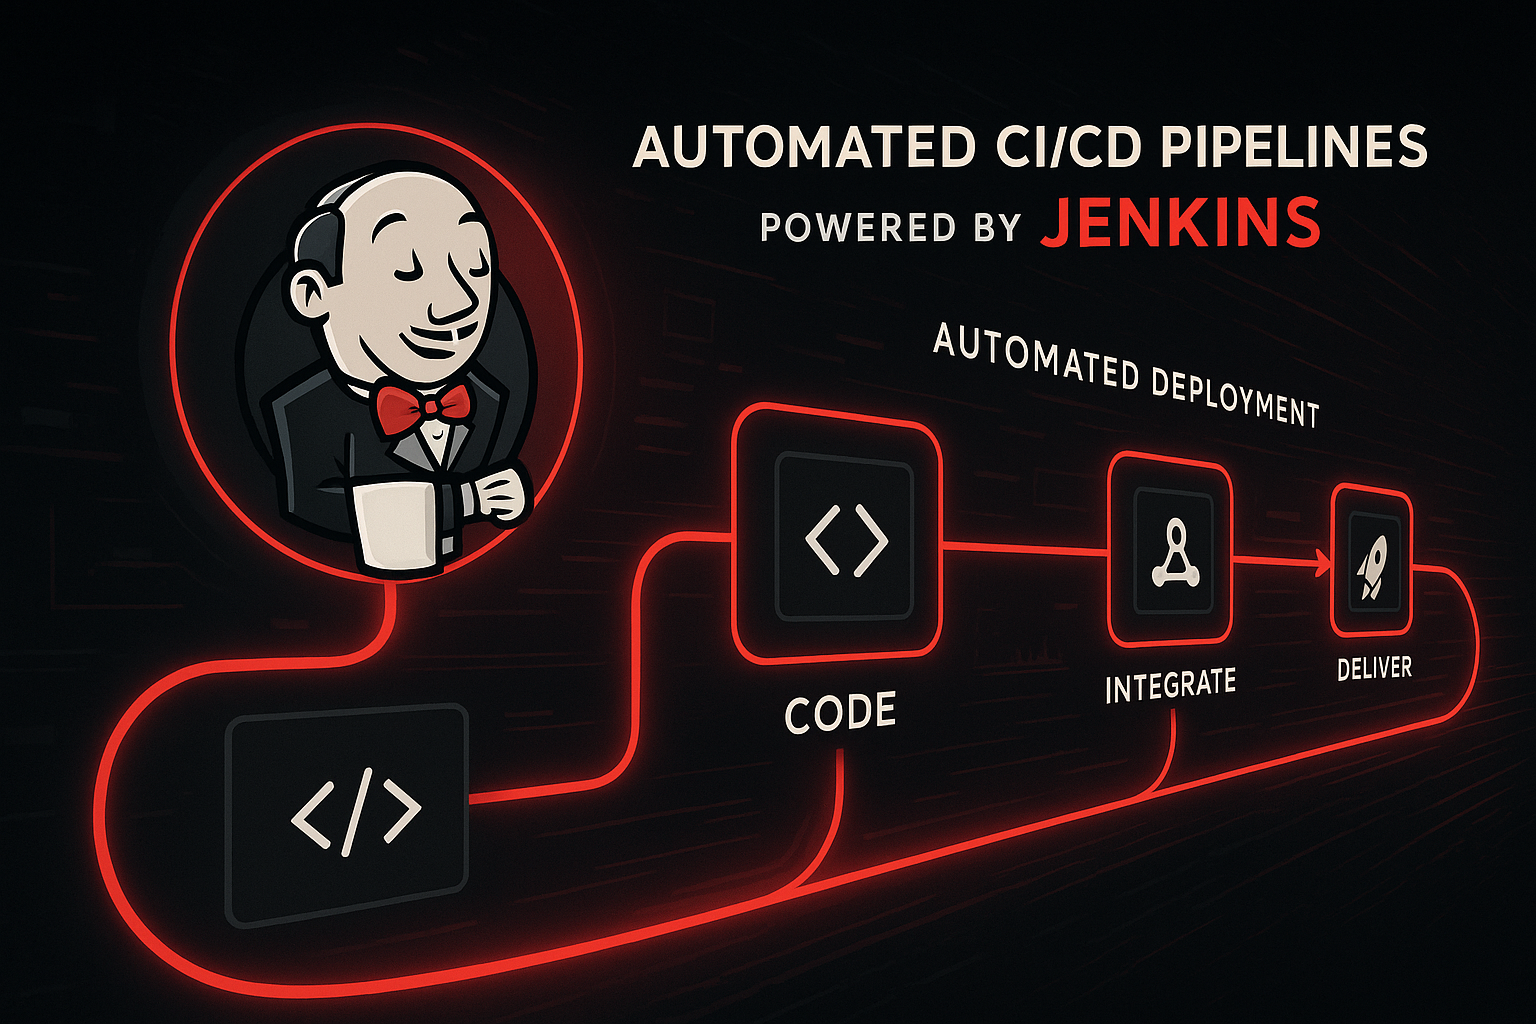 AUTOMATED CI/CD PIPELINES
POWERED BY JENKINS
AUTOMATED DEPLOYMENT
CODE
INTEGRATE
DELIVER